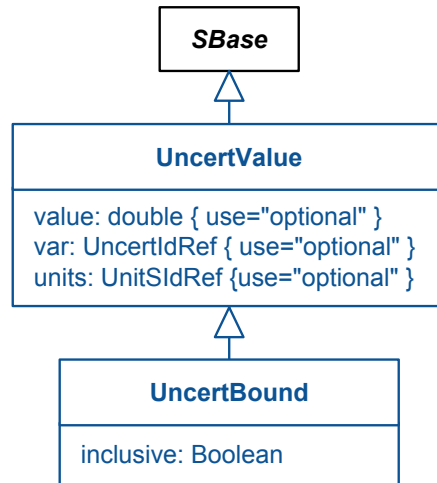 SBase
UncertValue
value: double { use="optional" }
var: UncertIdRef { use="optional" }
units: UnitSIdRef {use="optional" }
UncertBound
inclusive: Boolean